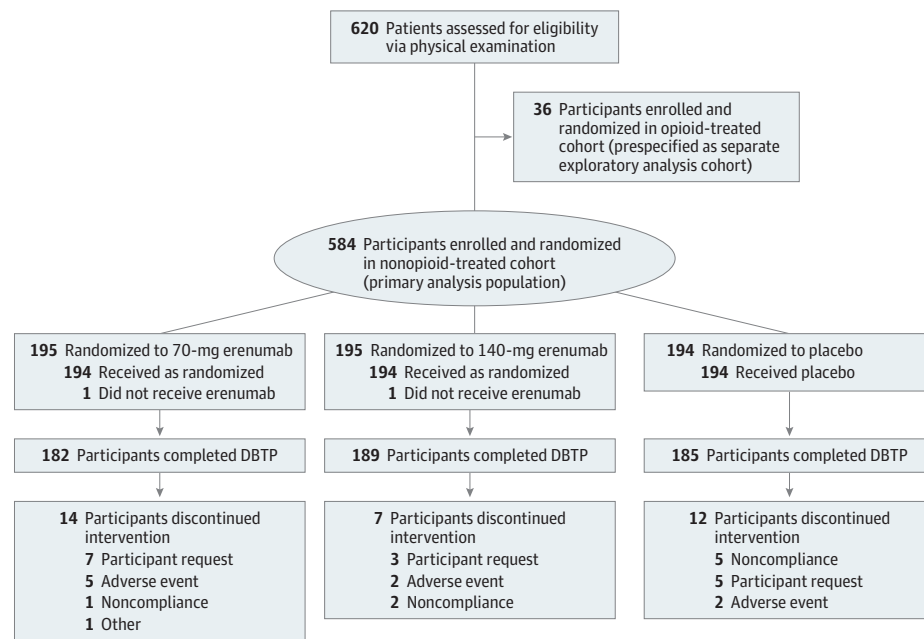 620 Patients assessed for eligibility
via physical examination
36 Participants enrolled and
randomized in opioid-treated
cohort (prespecified as separate
exploratory analysis cohort)
584 Participants enrolled and randomized
in nonopioid-treated cohort
(primary analysis population)
195 Randomized to 70-mg erenumab
194 Received as randomized
1 Did not receive erenumab
195 Randomized to 140-mg erenumab
194 Received as randomized
1 Did not receive erenumab
194 Randomized to placebo
194 Received placebo
182 Participants completed DBTP
189 Participants completed DBTP
185 Participants completed DBTP
14 Participants discontinued
intervention
7 Participant request
5 Adverse event
1 Noncompliance
1 Other
7 Participants discontinued
intervention
3 Participant request
2 Adverse event
2 Noncompliance
12 Participants discontinued
intervention
5 Noncompliance
5 Participant request
2 Adverse event